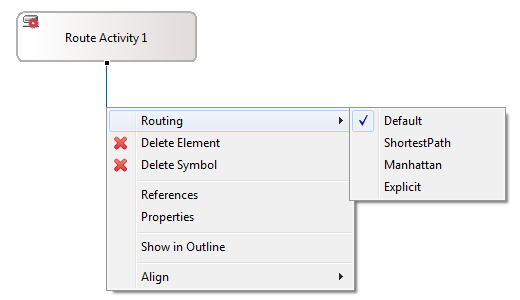 Route Activity 1
Routing
Delete Element
Delete Symbol
References
Properties
Show in Outline
Align
Default
ShortestPath
Manhattan
Explicit